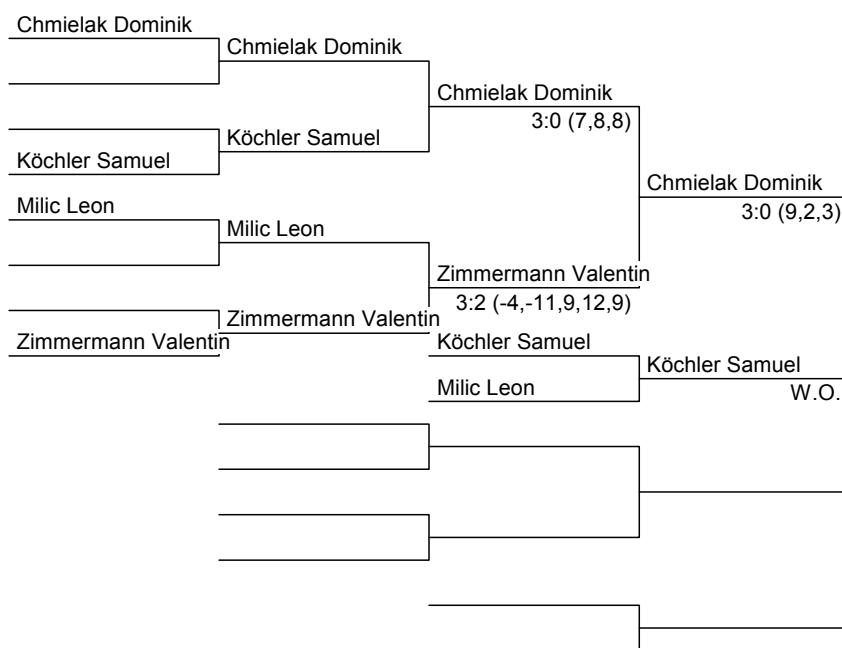 Chmielak Dominik
Chmielak Dominik
Chmielak Dominik
3:0 (7,8,8)
Köchler Samuel
Köchler Samuel
Chmielak Dominik
3:0 (9,2,3)
Milic Leon
Milic Leon
Zimmermann Valentin
3:2 (-4,-11,9,12,9)
Zimmermann Valentin
Zimmermann Valentin
Köchler Samuel
Köchler Samuel
W.O.
Milic Leon